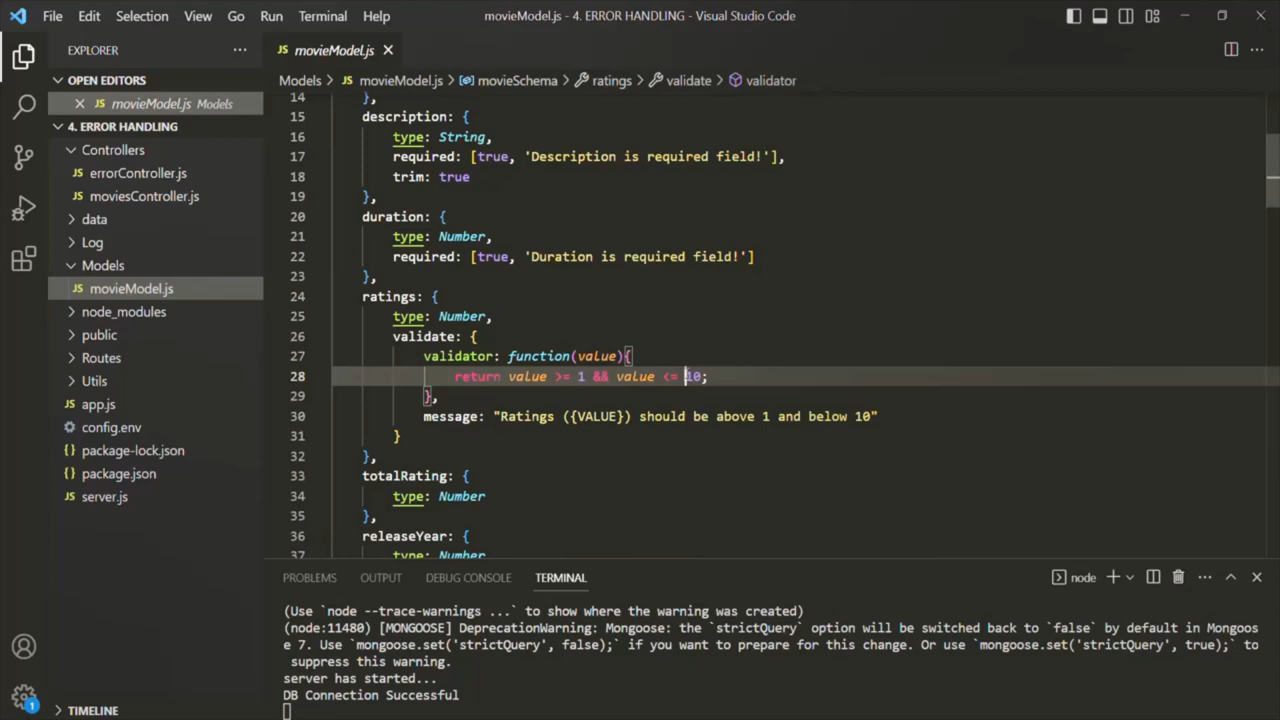 File Edit Selection View Go Run Terminal Help
movieModel.js - 4. ERROR HANDLING - Visual Studio Code
EXPLORER
OPEN EDITORS
JS movieModel.js Models
4. ERROR HANDLING
Controllers
JS errorController.js
JS moviesController.js
data
Log
Models
JS movieModel.js
node_modules
public
Routes
Utils
JS app.js
config.env
{} package-lock.json
{} package.json
JS server.js
TIMELINE
1
JS movieModel.js
Models > JS movieModel.js > movieSchema > ratings > validate > validator
14 },
15 description: {
16 type: String,
17 required: [true, 'Description is required field!'],
18 trim: true
19 },
20 duration: {
21 type: Number,
22 required: [true, 'Duration is required field!']
23 },
24 ratings: {
25 type: Number,
26 validate: {
27 validator: function(value){
28 return value >= 1 && value <= 10;
29 },
30 message: "Ratings ({VALUE}) should be above 1 and below 10"
31 }
32 },
33 totalRating: {
34 type: Number
35 },
36 releaseYear: {
37 type: Number
PROBLEMS OUTPUT DEBUG CONSOLE TERMINAL
node
(Use `node --trace-warnings ...` to show where the warning was created)
(node:11480) [MONGOOSE] DeprecationWarning: Mongoose: the `strictQuery` option will be switched back to `false` by default in Mongoos
e 7. Use `mongoose.set('strictQuery', false);` if you want to prepare for this change. Or use `mongoose.set('strictQuery', true);` to
suppress this warning.
server has started...
DB Connection Successful